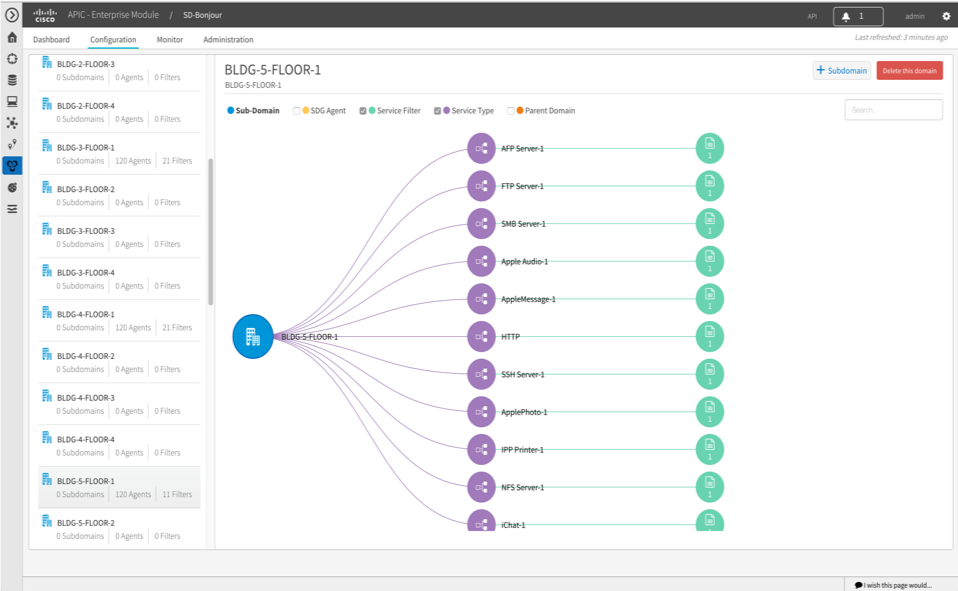 CISCO APIC - Enterprise Module / SD-Bonjour API 1 admin
Dashboard Configuration Monitor Administration Last refreshed: 3 minutes ago
BLDG-2-FLOOR-3
0 Subdomains 0 Agents 0 Filters
BLDG-2-FLOOR-4
0 Subdomains 0 Agents 0 Filters
BLDG-3-FLOOR-1
0 Subdomains 120 Agents 21 Filters
BLDG-3-FLOOR-2
0 Subdomains 0 Agents 0 Filters
BLDG-3-FLOOR-3
0 Subdomains 0 Agents 0 Filters
BLDG-3-FLOOR-4
0 Subdomains 0 Agents 0 Filters
BLDG-4-FLOOR-1
0 Subdomains 120 Agents 21 Filters
BLDG-4-FLOOR-2
0 Subdomains 0 Agents 0 Filters
BLDG-4-FLOOR-3
0 Subdomains 0 Agents 0 Filters
BLDG-4-FLOOR-4
0 Subdomains 0 Agents 0 Filters
BLDG-5-FLOOR-1
0 Subdomains 120 Agents 11 Filters
BLDG-5-FLOOR-2
0 Subdomains 0 Agents 0 Filters
BLDG-5-FLOOR-1
BLDG-5-FLOOR-1
+ Subdomain Delete this domain
Sub-Domain SDG Agent Service Filter Service Type Parent Domain Search...
BLDG-5-FLOOR-1
AFP Server-1 1
FTP Server-1 1
SMB Server-1 1
Apple Audio-1 1
AppleMessage-1 1
HTTP 1
SSH Server-1 1
ApplePhoto-1 1
IPP Printer-1 1
NFS Server-1 1
iChat-1 1
I wish this page would...